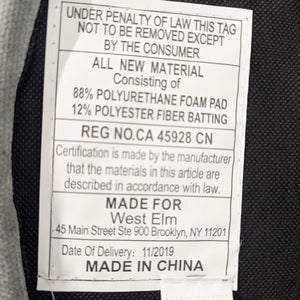 UNDER PENALTY OF LAW THIS TAG
NOT TO BE REMOVED EXCEPT
BY THE CONSUMER
ALL NEW MATERIAL
Consisting of
88% POLYURETHANE FOAM PAD
12% POLYESTER FIBER BATTING
REG NO.CA 45928 CN
Certification is made by the manufacturer
that the materials in this article are
described in accordance with law.
MADE FOR
West Elm
45 Main Street Ste 900 Brooklyn, NY 11201
Date Of Delivery: 11/2019
MADE IN CHINA